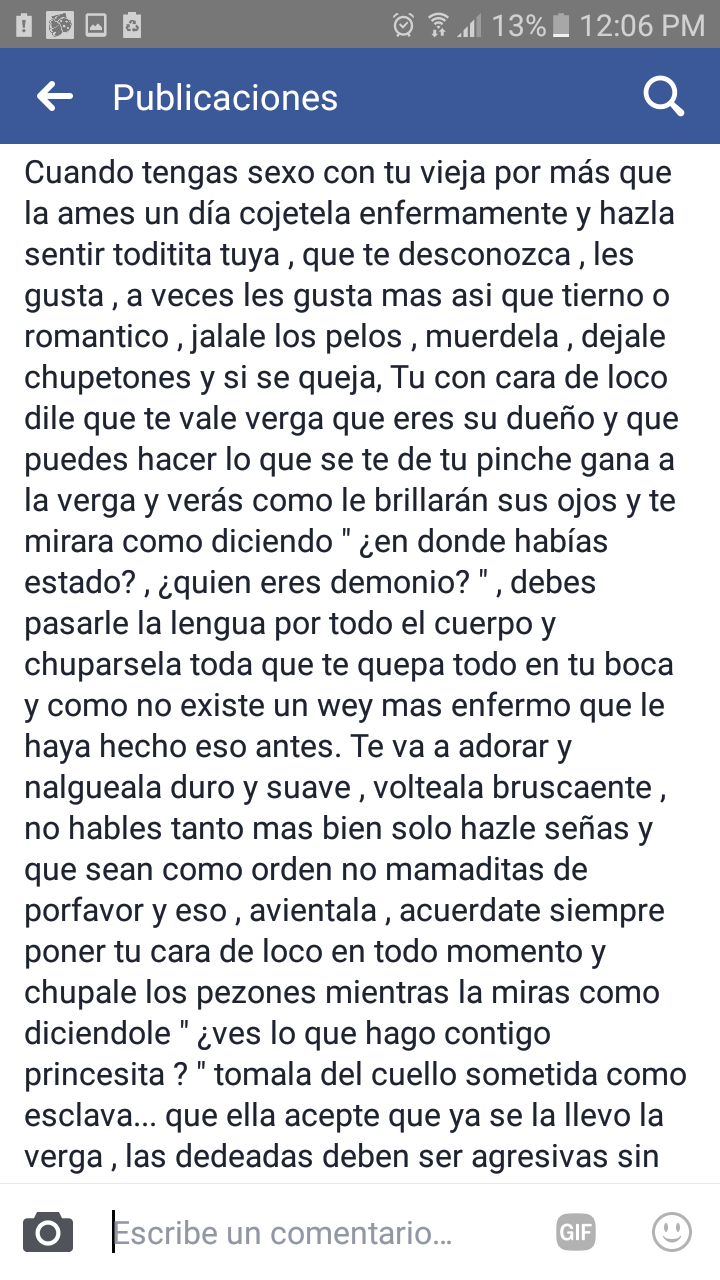 13% 12:06 PM
Publicaciones
Cuando tengas sexo con tu vieja por más que
la ames un día cojetela enfermamente y hazla
sentir toditita tuya , que te desconozca , les
gusta , a veces les gusta mas asi que tierno o
romantico , jalale los pelos , muerdela , dejale
chupetones y si se queja, Tu con cara de loco
dile que te vale verga que eres su dueño y que
puedes hacer lo que se te de tu pinche gana a
la verga y verás como le brillarán sus ojos y te
mirara como diciendo " ¿en donde habías
estado? , ¿quien eres demonio? " , debes
pasarle la lengua por todo el cuerpo y
chuparsela toda que te quepa todo en tu boca
y como no existe un wey mas enfermo que le
haya hecho eso antes. Te va a adorar y
nalgueala duro y suave , volteala bruscaente ,
no hables tanto mas bien solo hazle señas y
que sean como orden no mamaditas de
porfavor y eso , avientala , acuerdate siempre
poner tu cara de loco en todo momento y
chupale los pezones mientras la miras como
diciendole " ¿ves lo que hago contigo
princesita ? " tomala del cuello sometida como
esclava... que ella acepte que ya se la llevo la
verga , las dedeadas deben ser agresivas sin
Escribe un comentario...
GIF